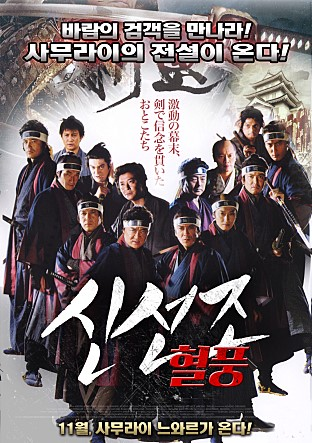 바람의 검객을 만나라!
사무라이의 전설이 온다!
激動の幕末、
剣で信念を貫いた
おとこたち
신선조
혈풍
11월, 사무라이 느와르가 온다!